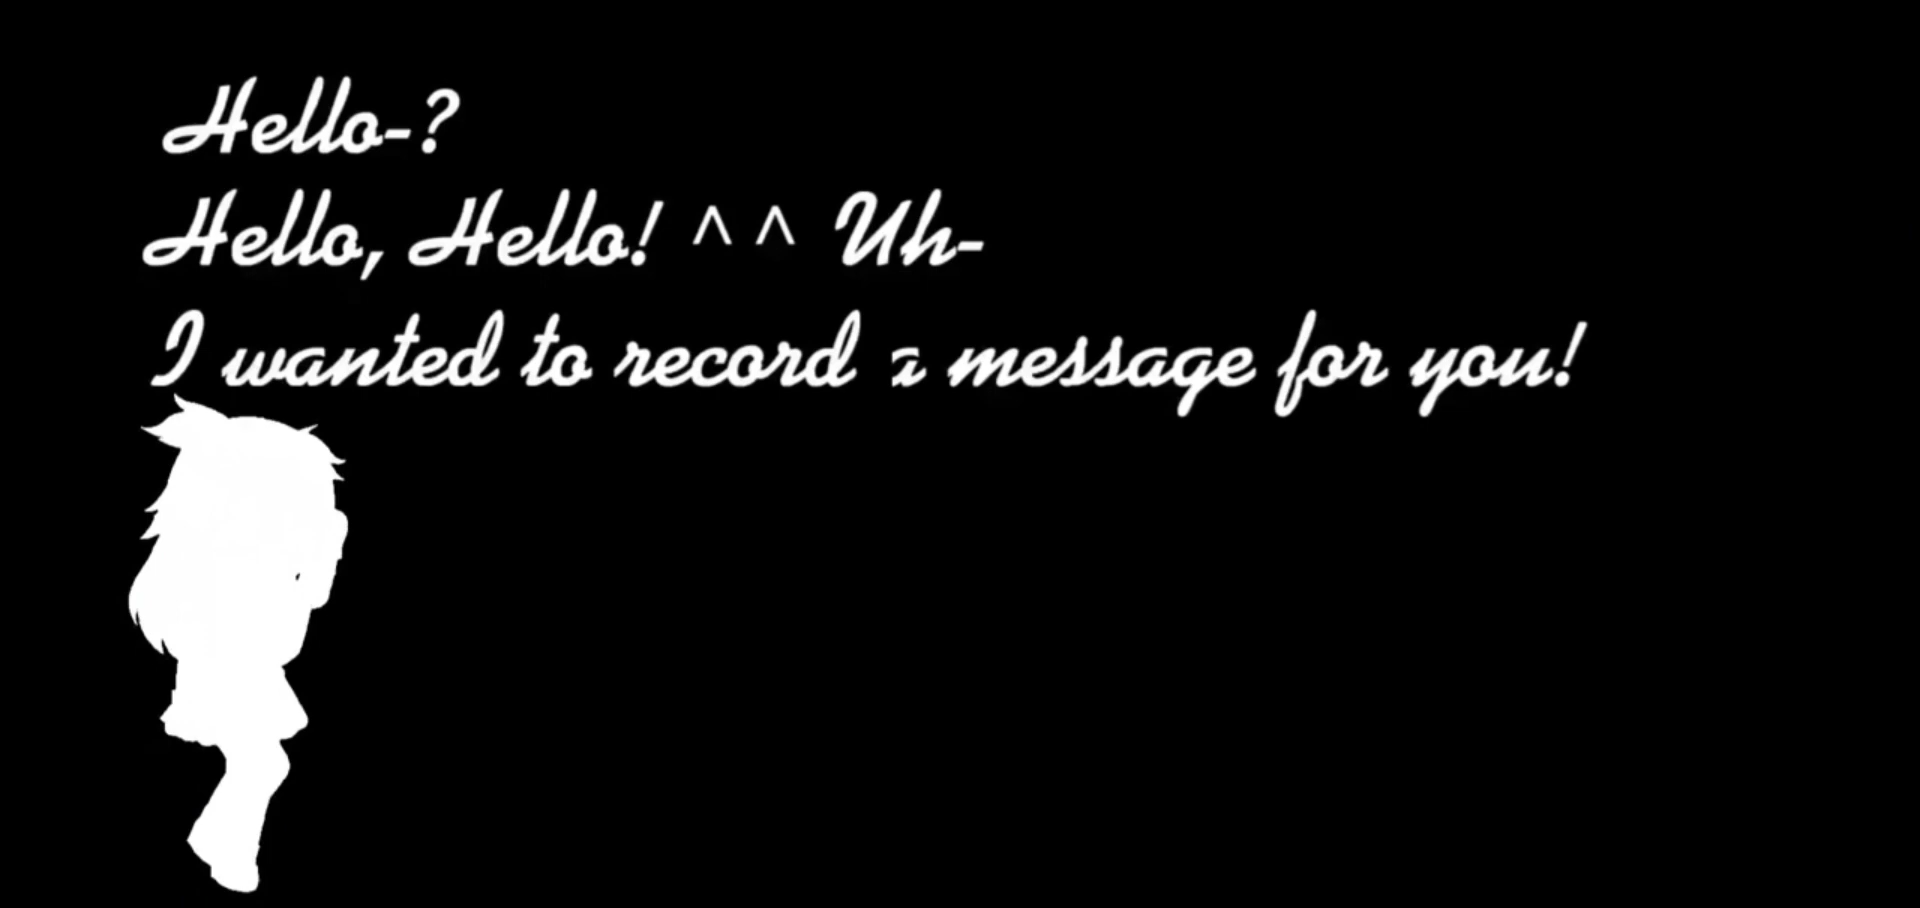 Hello-?
Hello, Hello! ^ ^ Uh-
I wanted to record a message for you!